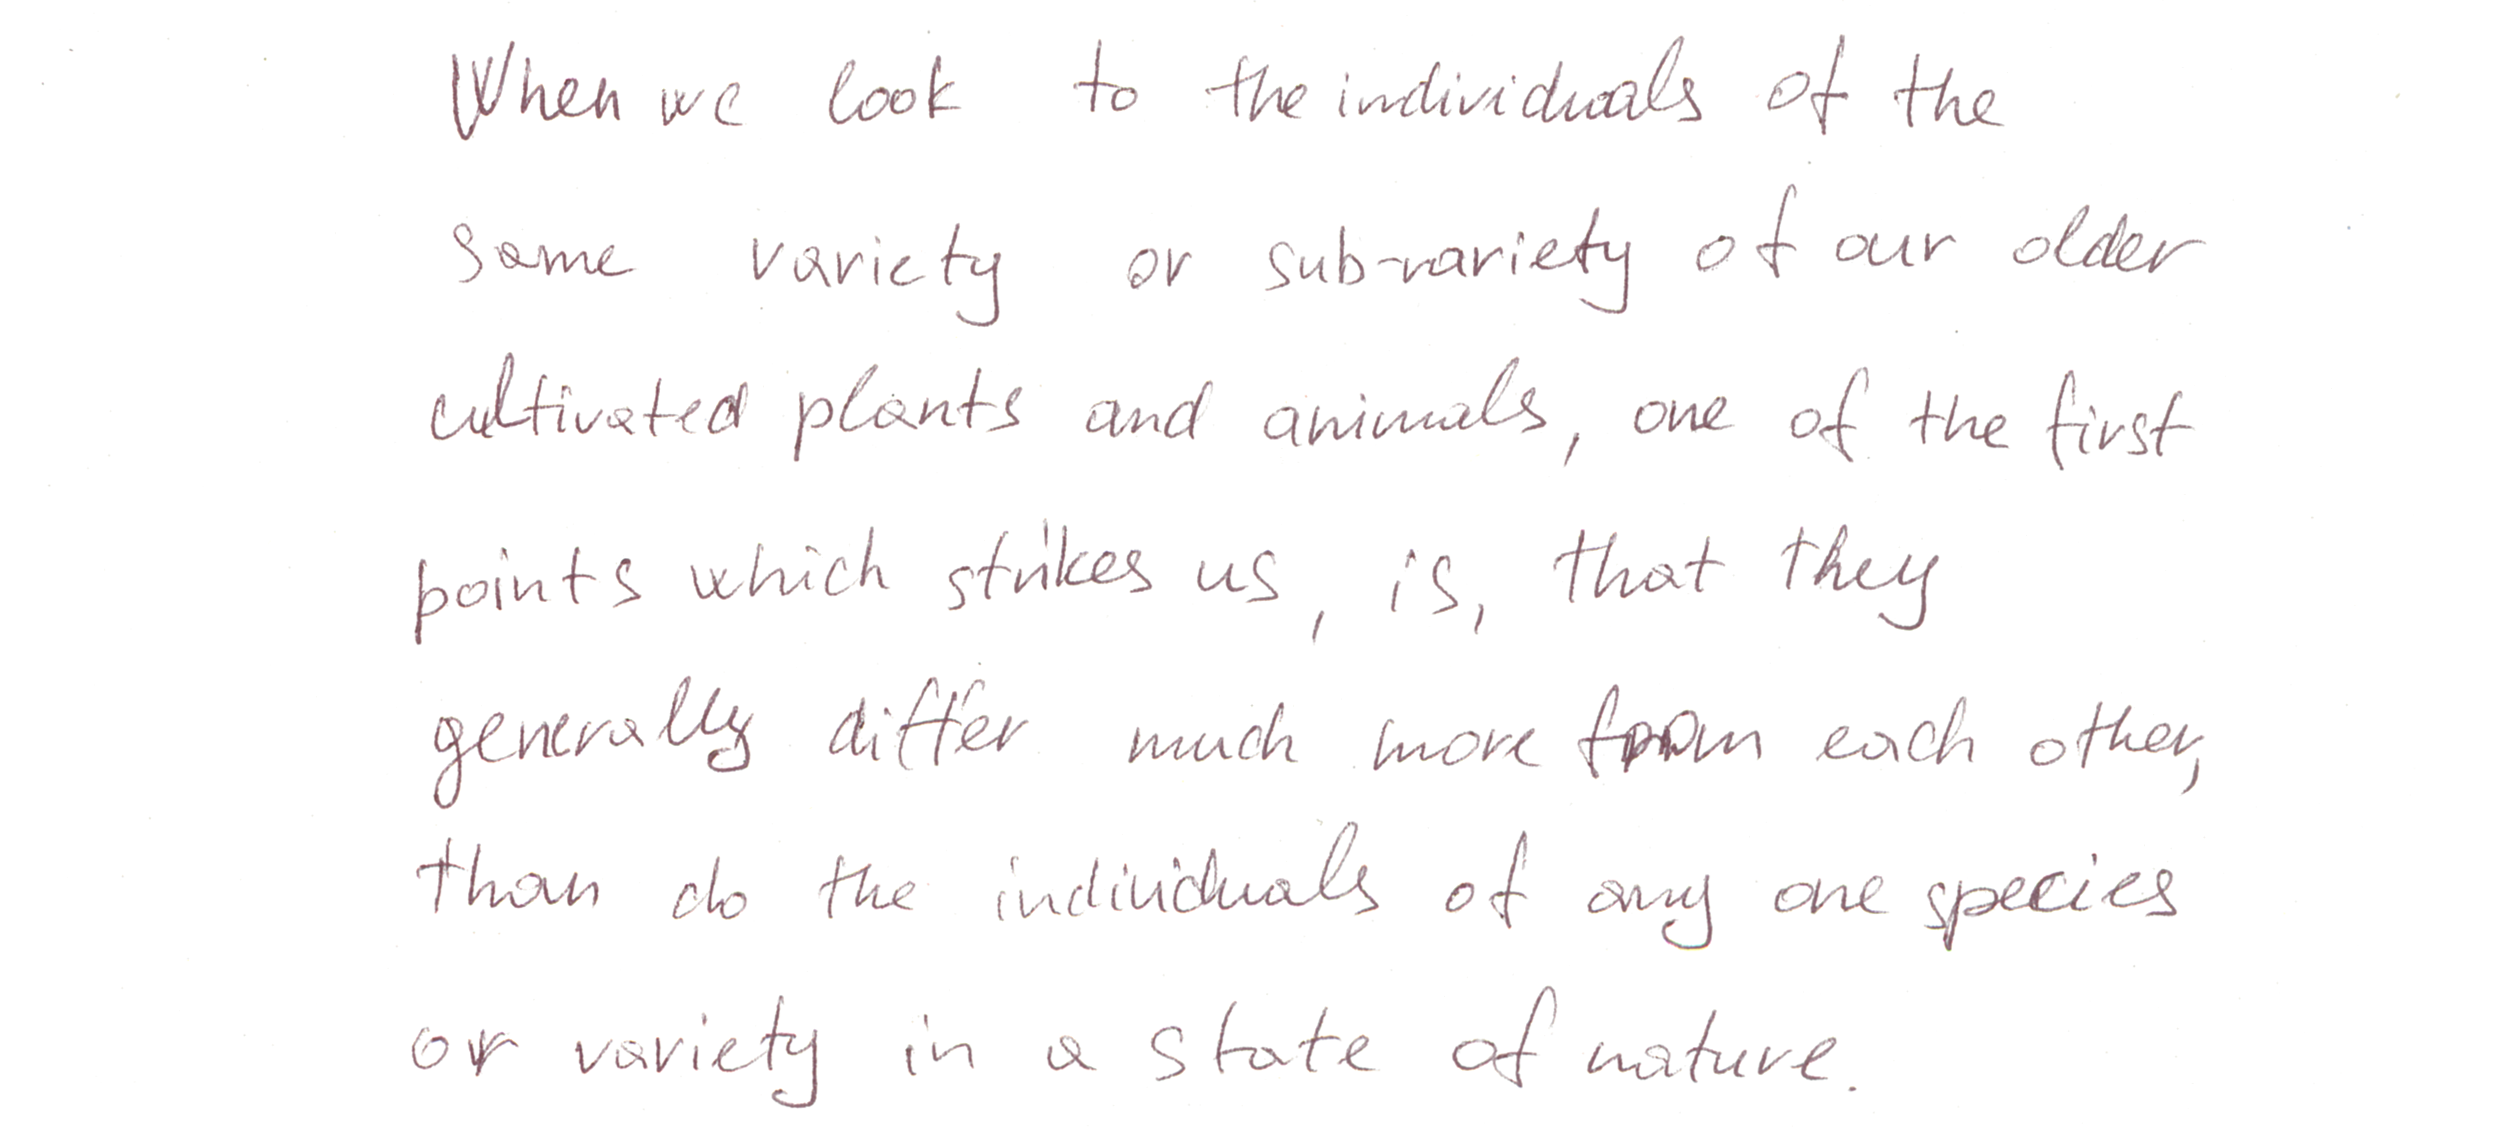 When we look to the individuals of the
same variety or sub-variety of our older
cultivated plants and animals, one of the first
points which strikes us, is, that they
generally differ much more from each other,
than do the individuals of any one species
or variety in a state of nature.